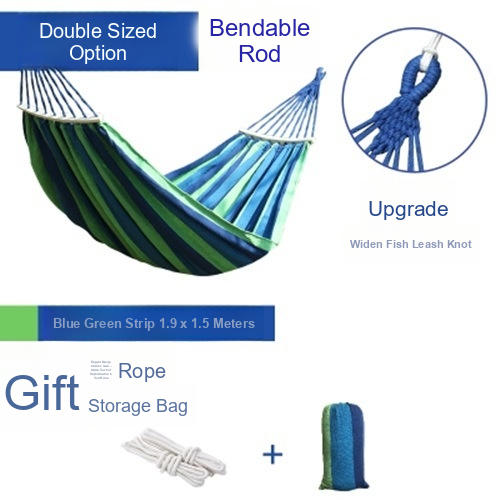 Double Sized
Option
Bendable
Rod
Upgrade
Widen Fish Leash Knot
Blue Green Strip 1.9 x 1.5 Meters
Gift
Rope
Storage Bag
+